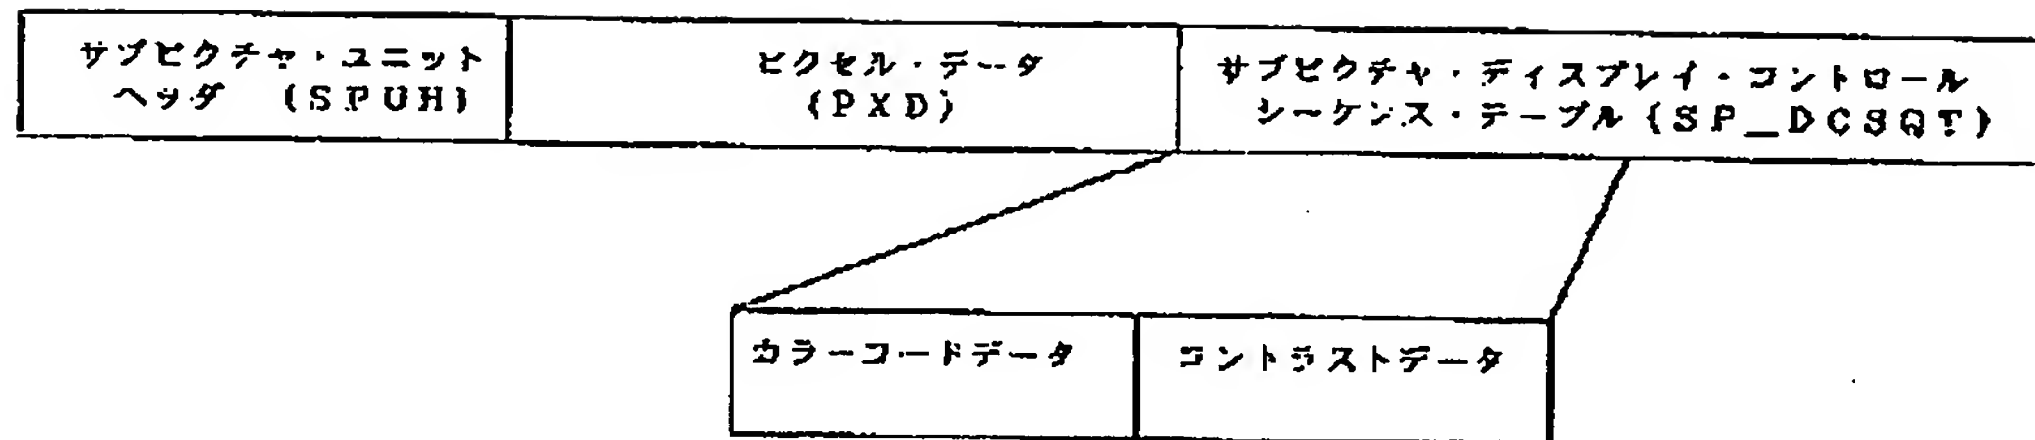 サブピクチャ・ユニット
ヘッダ (SPUH)
ピクセル・データ
(PXD)
サブピクチャ・ディスプレイ・コントロール
シーケンス・テーブル(SP_DCSQT)
カラーコードデータ
コントラストデータ